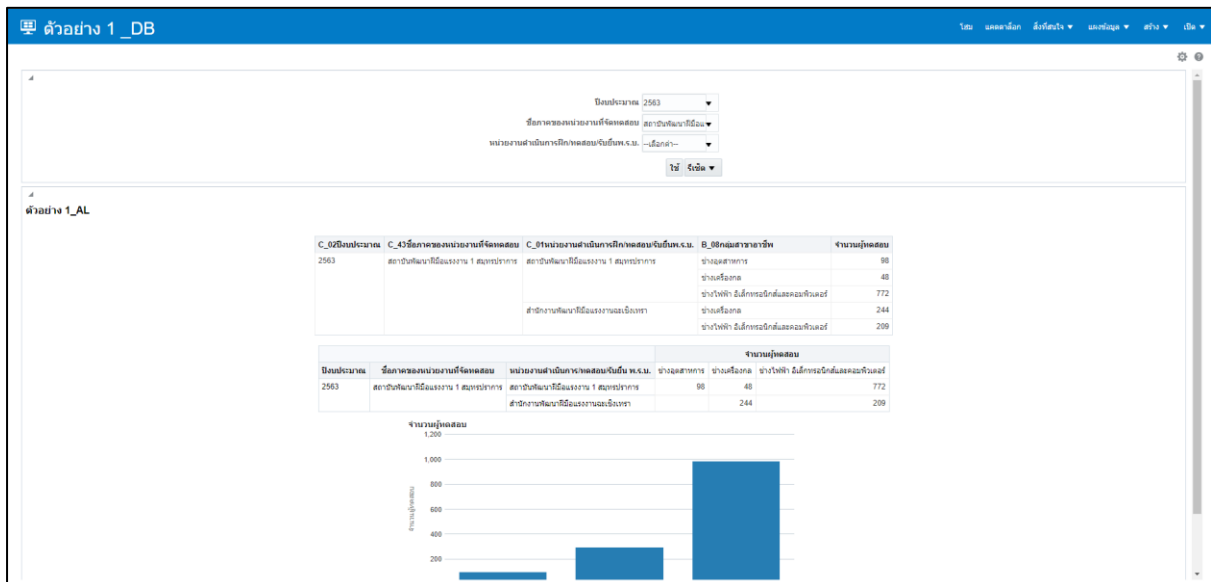 ตัวอย่าง 1 _DB
โฮม แคตตาล็อก สิ่งที่สนใจ แผงข้อมูล สร้าง เปิด
ปีงบประมาณ 2563
ชื่อภาคของหน่วยงานที่จัดทดสอบ สถาบันพัฒนาฝีมือแ
หน่วยงานดำเนินการฝึก/ทดสอบ/รับยื่นพ.ร.บ. --เลือกค่า--
ใช้ รีเซ็ต
ตัวอย่าง 1_AL
C_02ปีงบประมาณ C_43ชื่อภาคของหน่วยงานที่จัดทดสอบ C_01หน่วยงานดำเนินการฝึก/ทดสอบ/รับยื่นพ.ร.บ. B_08กลุ่มสาขาอาชีพ จำนวนผู้ทดสอบ
2563 สถาบันพัฒนาฝีมือแรงงาน 1 สมุทรปราการ สถาบันพัฒนาฝีมือแรงงาน 1 สมุทรปราการ ช่างอุตสาหการ 98
ช่างเครื่องกล 48
ช่างไฟฟ้า อิเล็กทรอนิกส์และคอมพิวเตอร์ 772
สำนักงานพัฒนาฝีมือแรงงานฉะเชิงเทรา ช่างเครื่องกล 244
ช่างไฟฟ้า อิเล็กทรอนิกส์และคอมพิวเตอร์ 209
จำนวนผู้ทดสอบ
ปีงบประมาณ ชื่อภาคของหน่วยงานที่จัดทดสอบ หน่วยงานดำเนินการ/ทดสอบ/รับยื่น พ.ร.บ. ช่างอุตสาหการ ช่างเครื่องกล ช่างไฟฟ้า อิเล็กทรอนิกส์และคอมพิวเตอร์
2563 สถาบันพัฒนาฝีมือแรงงาน 1 สมุทรปราการ สถาบันพัฒนาฝีมือแรงงาน 1 สมุทรปราการ 98 48 772
สำนักงานพัฒนาฝีมือแรงงานฉะเชิงเทรา 244 209
จำนวนผู้ทดสอบ
1,200
1,000
800
600
400
200
จำนวนผู้ทดสอบ